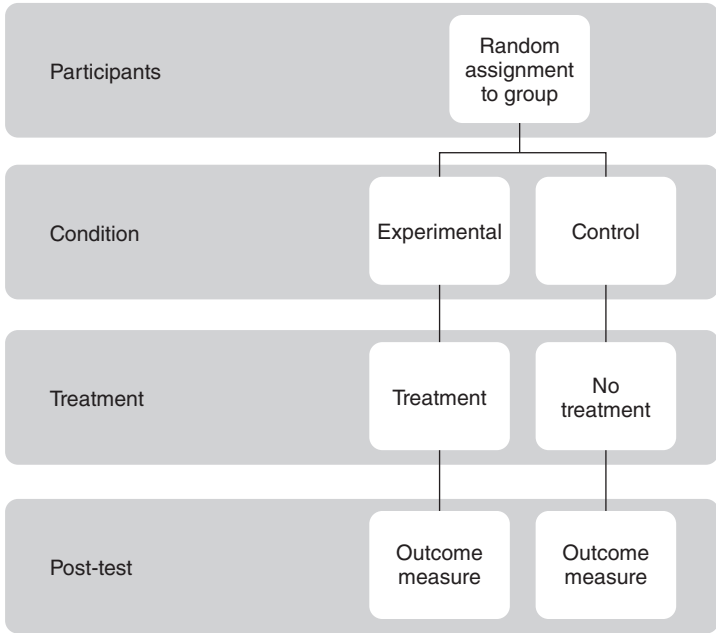 Participants
Random
assignment
to group
Condition
Experimental
Control
Treatment
Treatment
No
treatment
Post-test
Outcome
measure
Outcome
measure